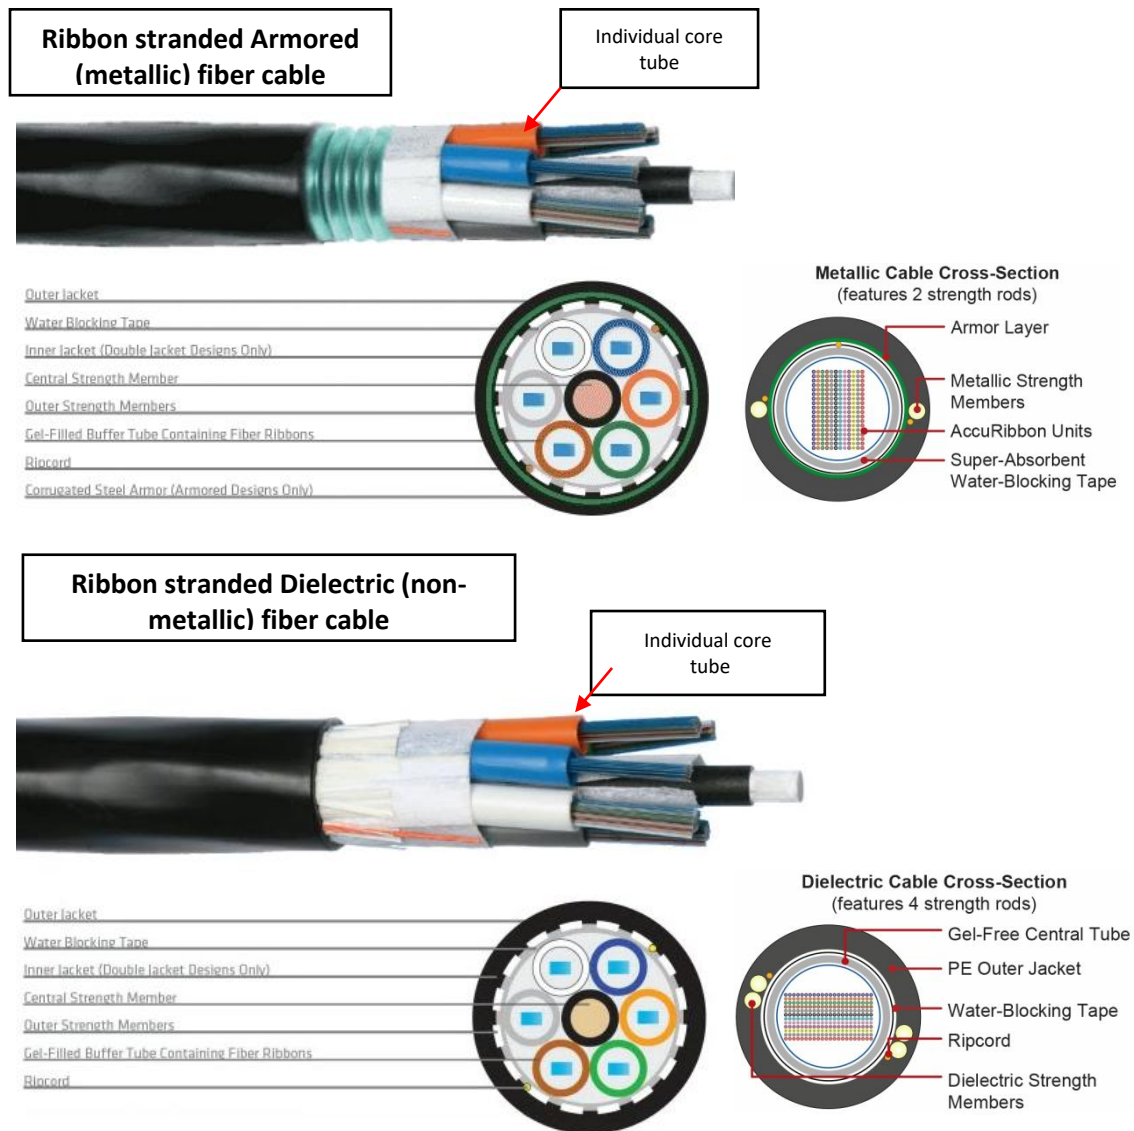 Ribbon stranded Armored
(metallic) fiber cable
Individual core
tube
Outer Jacket
Water Blocking Tape
Inner Jacket (Double Jacket Designs Only)
Central Strength Member
Outer Strength Members
Gel-Filled Buffer Tube Containing Fiber Ribbons
Ripcord
Corrugated Steel Armor (Armored Designs Only)
Metallic Cable Cross-Section
(features 2 strength rods)
Armor Layer
Metallic Strength
Members
AccuRibbon Units
Super-Absorbent
Water-Blocking Tape
Ribbon stranded Dielectric (non-
metallic) fiber cable
Individual core
tube
Outer Jacket
Water Blocking Tape
Inner Jacket (Double Jacket Designs Only)
Central Strength Member
Outer Strength Members
Gel-Filled Buffer Tube Containing Fiber Ribbons
Ripcord
Dielectric Cable Cross-Section
(features 4 strength rods)
Gel-Free Central Tube
PE Outer Jacket
Water-Blocking Tape
Ripcord
Dielectric Strength
Members